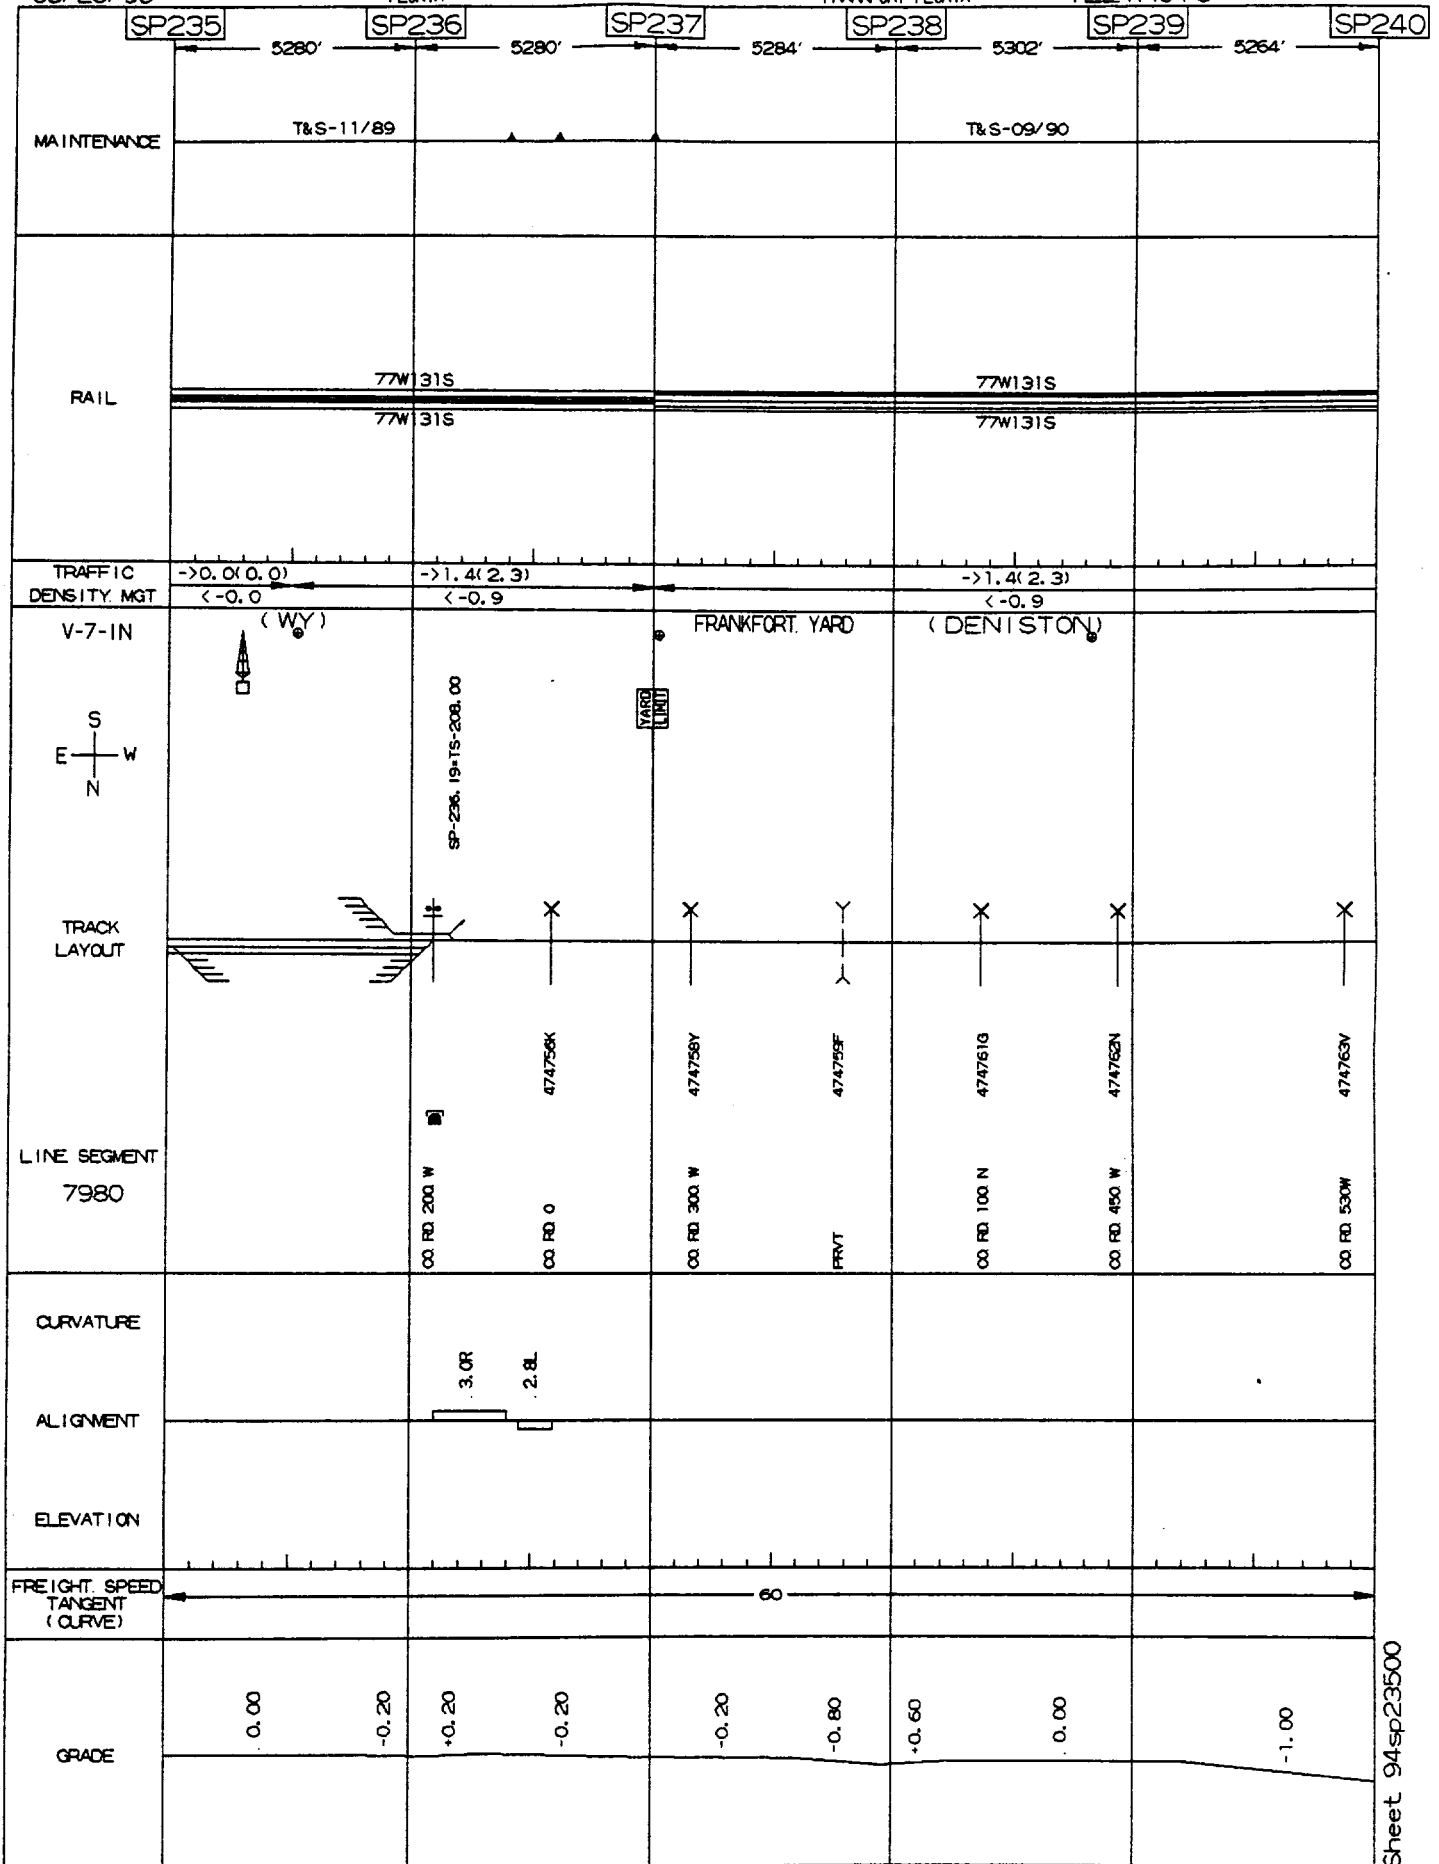 SP235 SP236 SP237 SP238 SP239 SP240
5280' 5280' 5284' 5302' 5264'
MAINTENANCE
T&S-11/89 T&S-09/90
RAIL
77W131S 77W131S
77W131S 77W131S
TRAFFIC
DENSITY. MGT
->0.0(0.0) ->1.4(2.3) ->1.4(2.3)
<-0.0 <-0.9 <-0.9
V-7-IN
(WY) FRANKFORT. YARD (DENISTON)
YARD
LIMIT
SP-236.19=TS-208.00
S
E W
N
TRACK
LAYOUT
474756K
474758Y
474759F
474761G
474762N
474763V
LINE SEGMENT
7980
CO. RD. 200. W
CO. RD. 0
CO. RD. 300. W
PRVT
CO. RD. 100. N
CO. RD. 450. W
CO. RD. 530W
CURVATURE
3.0R
2.8L
ALIGNMENT
ELEVATION
FREIGHT. SPEED
TANGENT
(CURVE)
60
GRADE
0.00 -0.20 +0.20 -0.20 -0.20 -0.80 +0.60 0.00 -1.00
Sheet 94sp23500